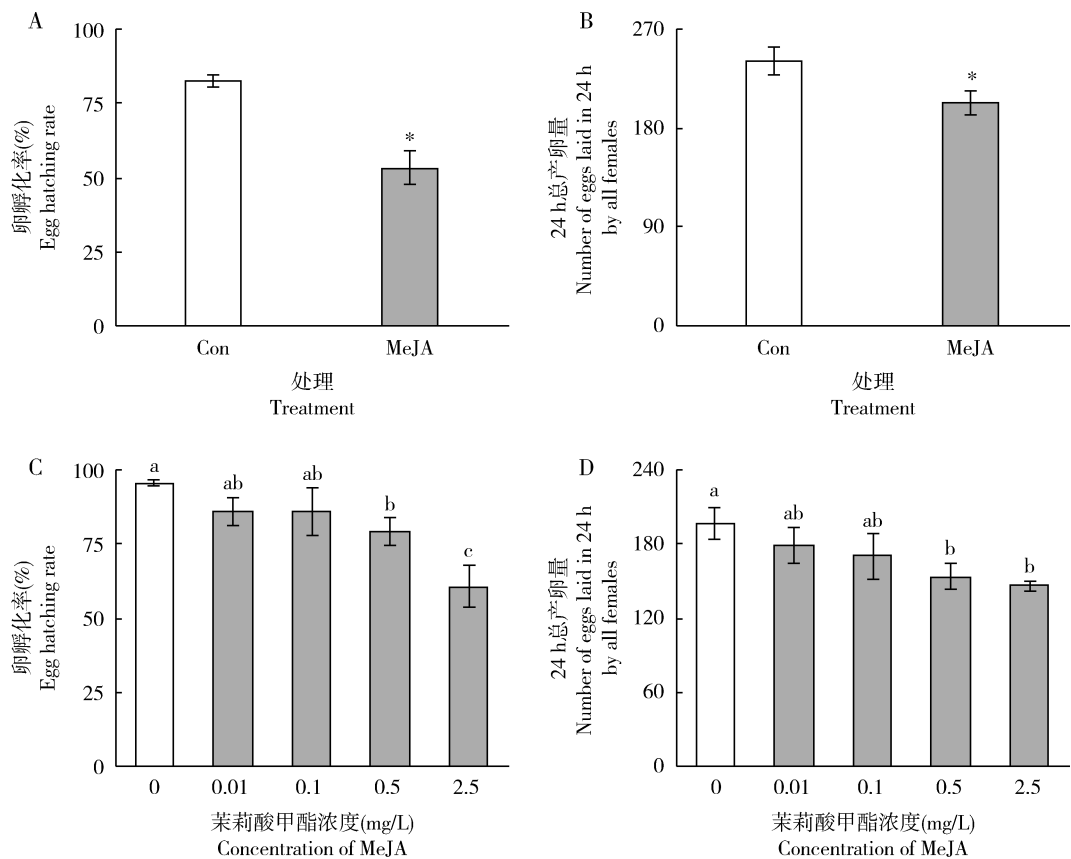 A
100
75
50
25
0
卵孵化率(%)
Egg hatching rate
*
Con
MeJA
处理
Treatment
B
270
180
90
0
24 h总产卵量
Number of eggs laid in 24 h
by all females
*
Con
MeJA
处理
Treatment
C
100
75
50
25
0
卵孵化率(%)
Egg hatching rate
a
ab
ab
b
c
0
0.01
0.1
0.5
2.5
茉莉酸甲酯浓度(mg/L)
Concentration of MeJA
D
240
180
120
60
0
24 h总产卵量
Number of eggs laid in 24 h
by all females
a
ab
ab
b
b
0
0.01
0.1
0.5
2.5
茉莉酸甲酯浓度(mg/L)
Concentration of MeJA